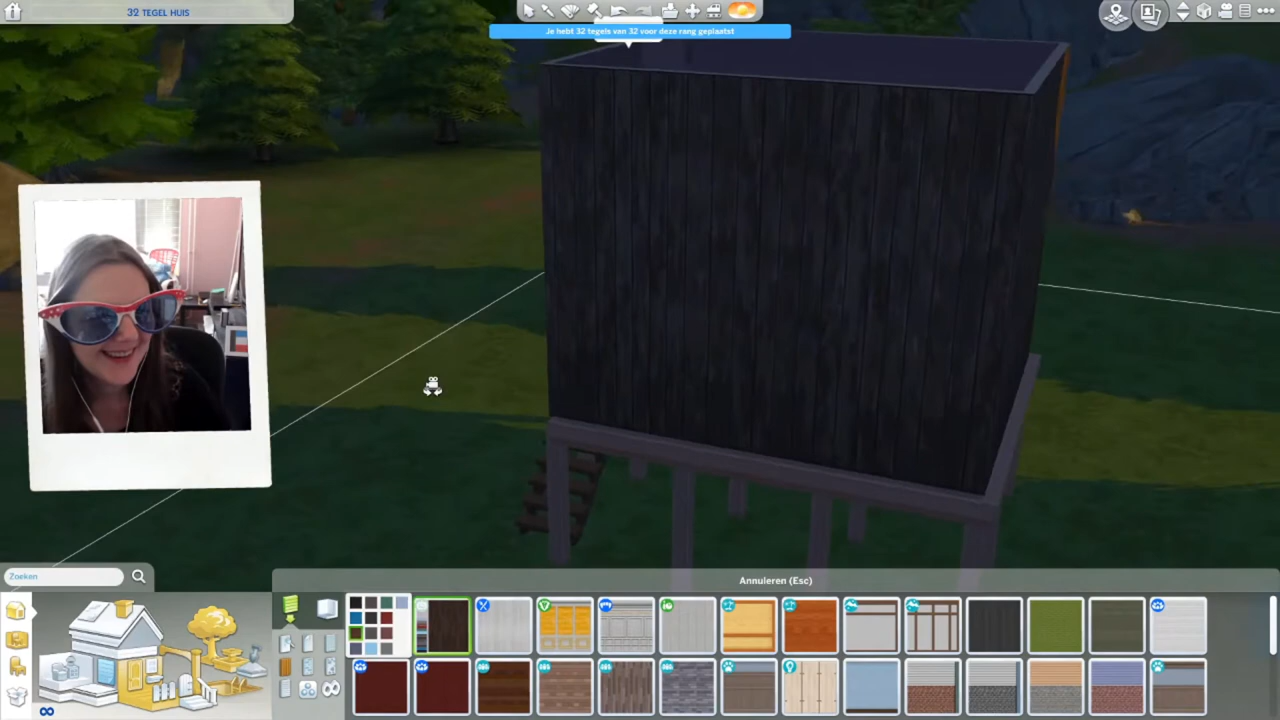 32 TEGEL HUIS
Je hebt 32 tegels van 32 voor deze rang geplaatst
Zoeken
Annuleren (Esc)